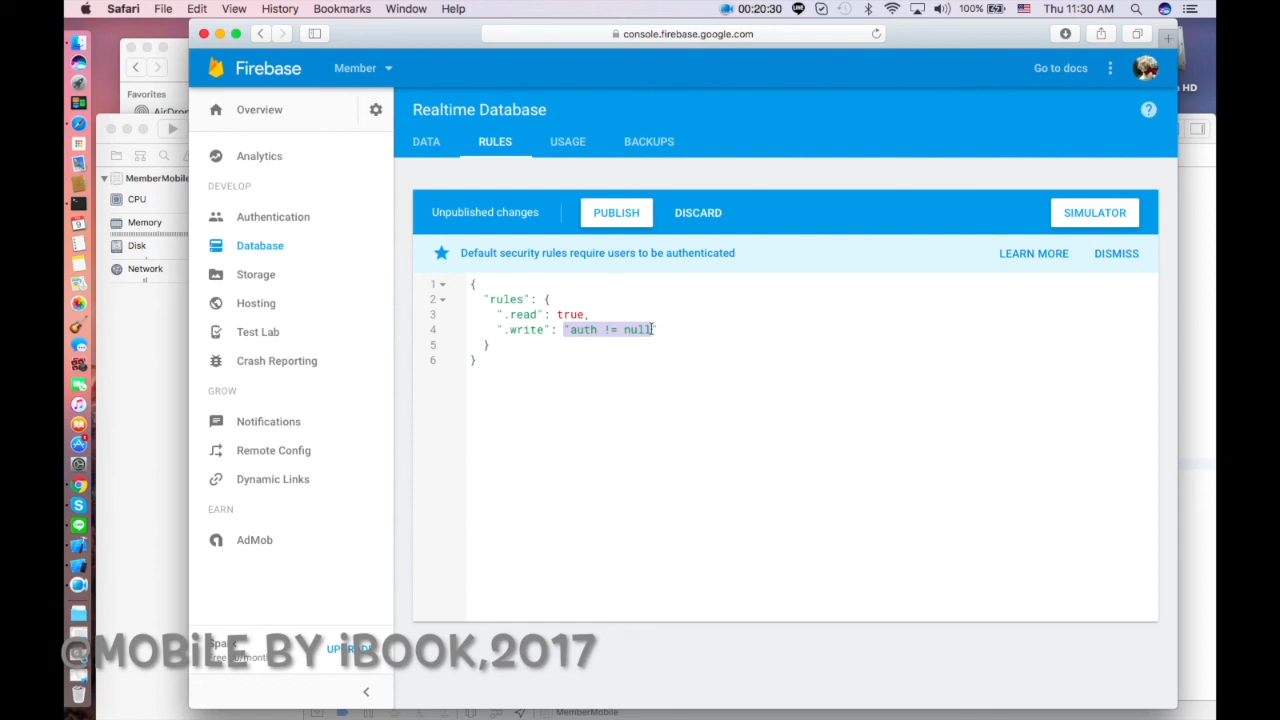 Safari File Edit View History Bookmarks Window Help 00:20:30 100% Thu 11:30 AM
console.firebase.google.com
Favorites
AirDrop
HD
Firebase Member Go to docs
Overview
Realtime Database
DATA RULES USAGE BACKUPS
MemberMobile
CPU
Memory
Disk
Network
Analytics
DEVELOP
Authentication
Database
Storage
Hosting
Test Lab
Crash Reporting
GROW
Notifications
Remote Config
Dynamic Links
EARN
AdMob
Unpublished changes PUBLISH DISCARD SIMULATOR
Default security rules require users to be authenticated LEARN MORE DISMISS
1 {
2 "rules": {
3 ".read": true,
4 ".write": "auth != null"
5 }
6 }
@MOBiLE BY iBOOK,2017
MemberMobile